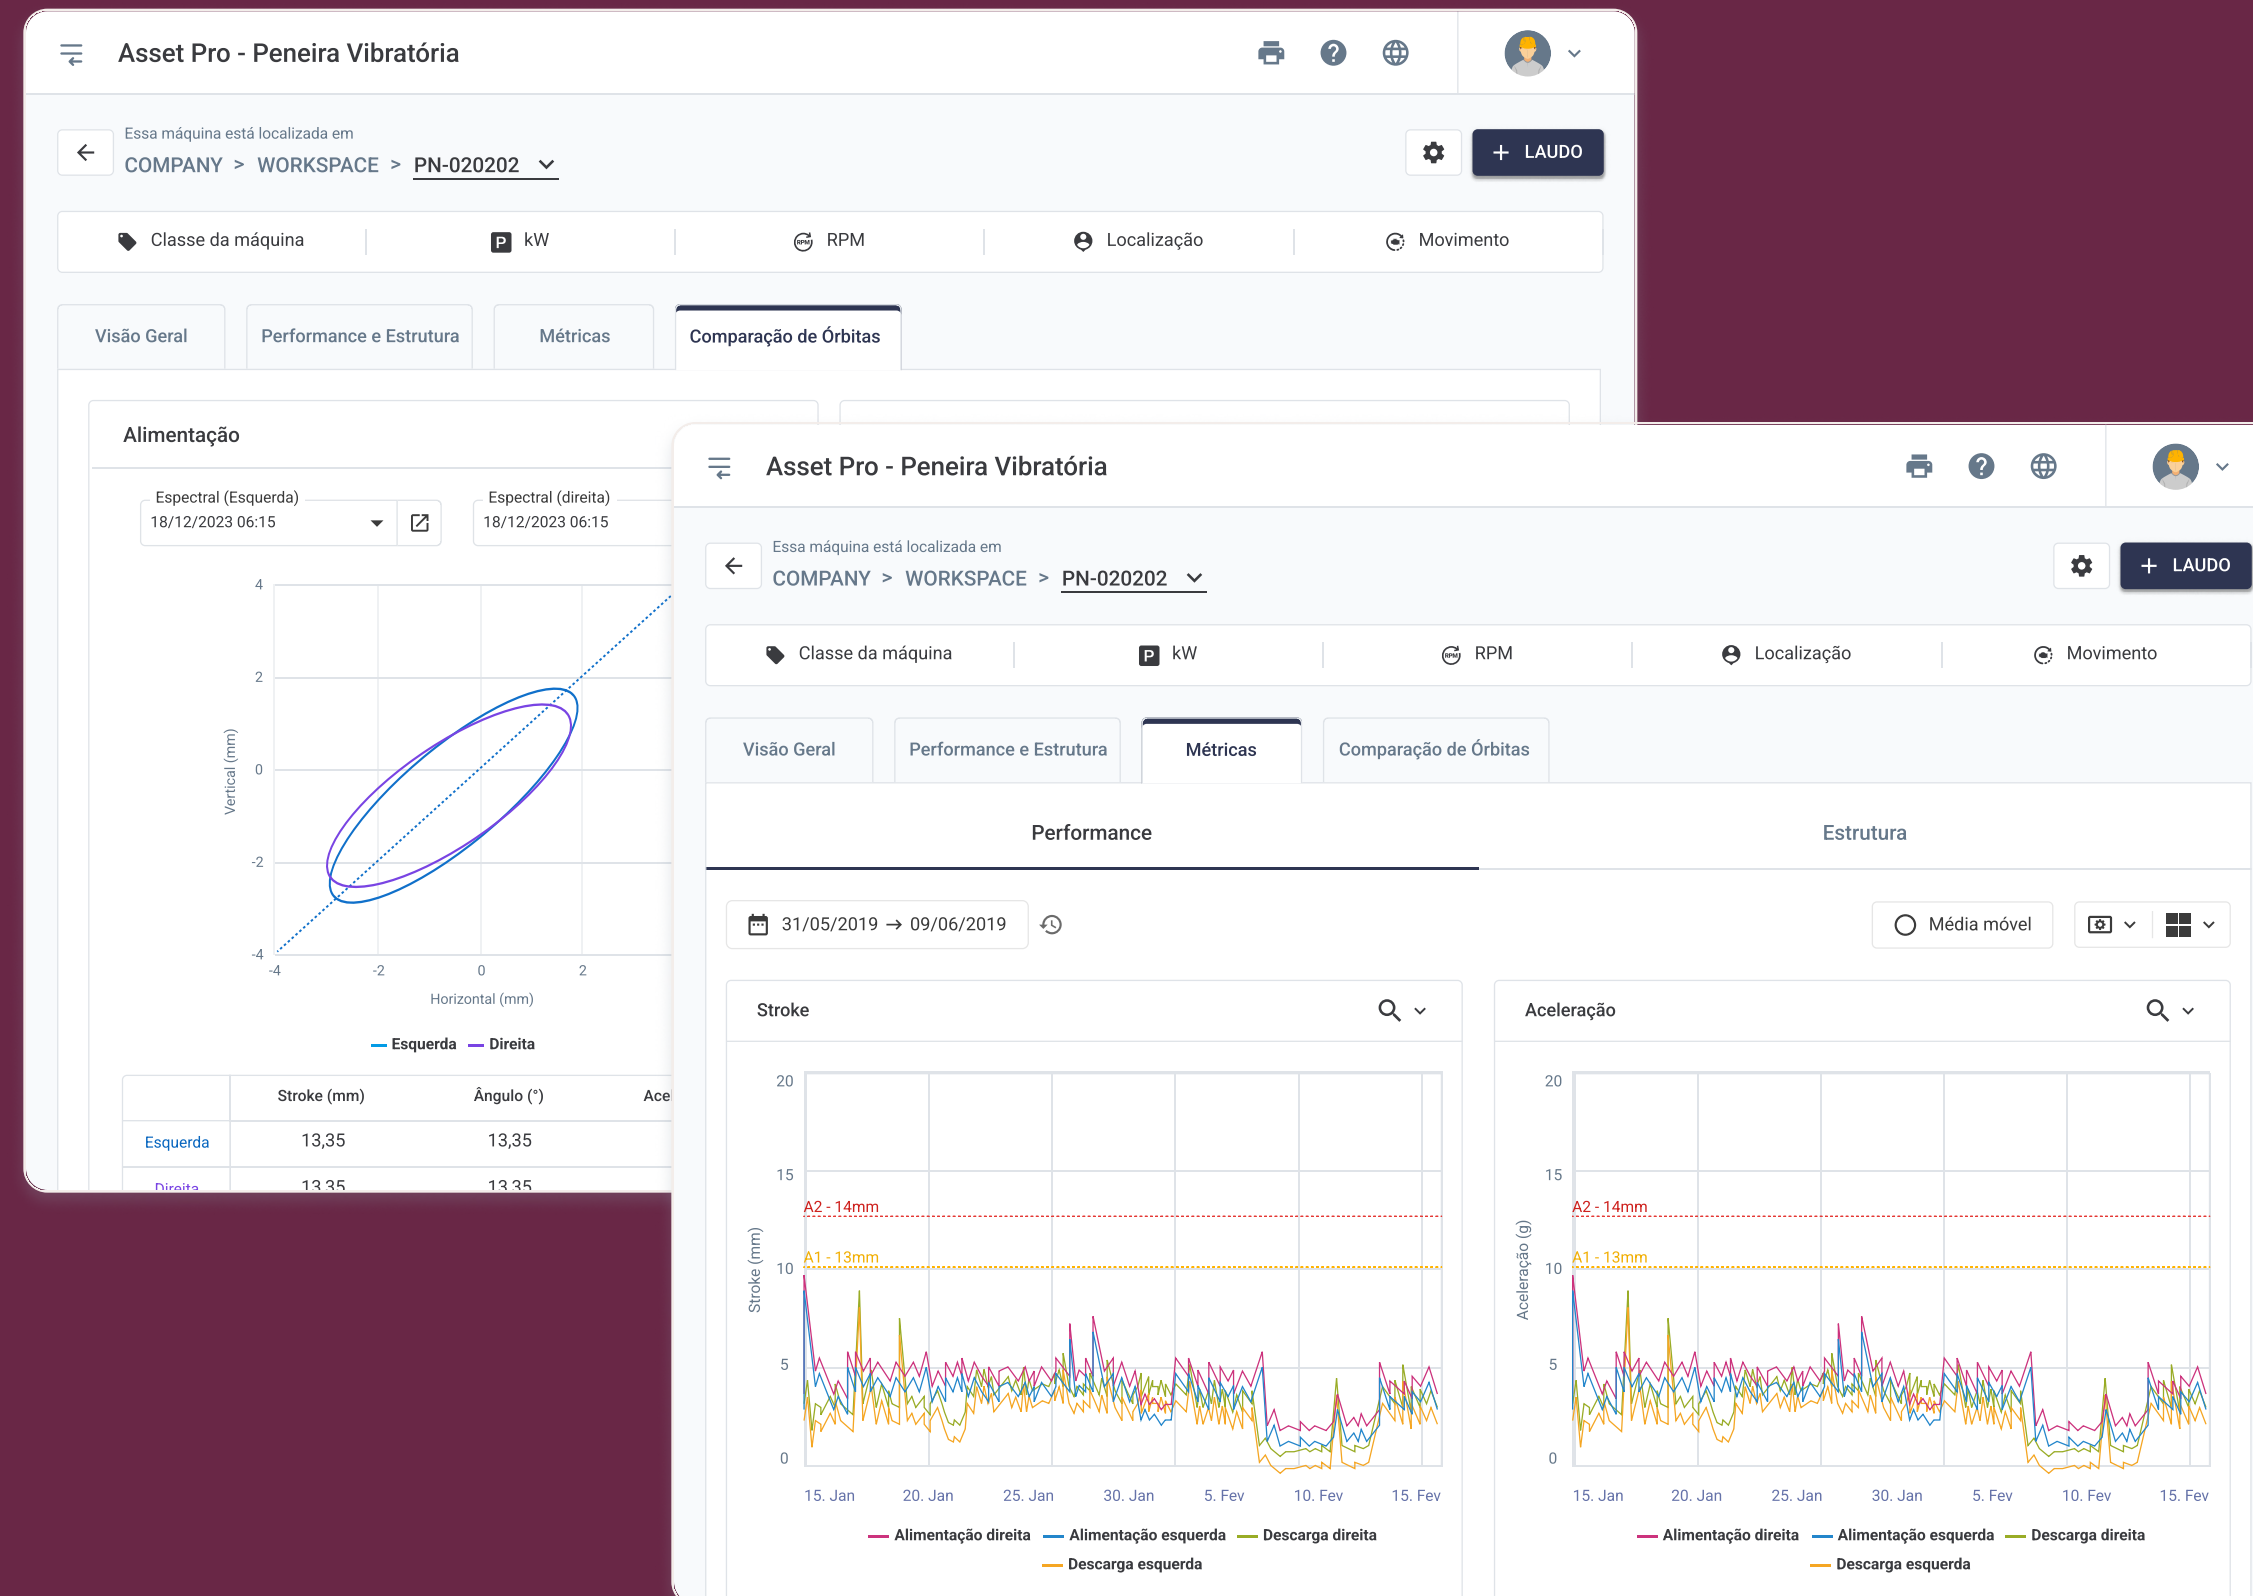 Asset Pro - Peneira Vibratória
Essa máquina está localizada em
COMPANY > WORKSPACE > PN-020202
+ LAUDO
Classe da máquina
P kW
RPM RPM
Localização
Movimento
Visão Geral
Performance e Estrutura
Métricas
Comparação de Órbitas
Alimentação
Espectral (Esquerda)
18/12/2023 06:15
Espectral (direita)
18/12/2023 06:15
4
2
0
-2
-4
Vertical (mm)
-4 -2 0 2
Horizontal (mm)
Esquerda Direita
Stroke (mm) Ângulo (°) Ace
Esquerda 13,35 13,35
Direita 13,35 13,35
Asset Pro - Peneira Vibratória
Essa máquina está localizada em
COMPANY > WORKSPACE > PN-020202
+ LAUDO
Classe da máquina
P kW
RPM RPM
Localização
Movimento
Visão Geral
Performance e Estrutura
Métricas
Comparação de Órbitas
Performance
Estrutura
31/05/2019 → 09/06/2019
Média móvel
Stroke
20
15
10
5
0
Stroke (mm)
A2 - 14mm
A1 - 13mm
15. Jan 20. Jan 25. Jan 30. Jan 5. Fev 10. Fev 15. Fev
Alimentação direita Alimentação esquerda Descarga direita
Descarga esquerda
Aceleração
20
15
10
5
0
Aceleração (g)
A2 - 14mm
A1 - 13mm
15. Jan 20. Jan 25. Jan 30. Jan 5. Fev 10. Fev 15. Fev
Alimentação direita Alimentação esquerda Descarga direita
Descarga esquerda